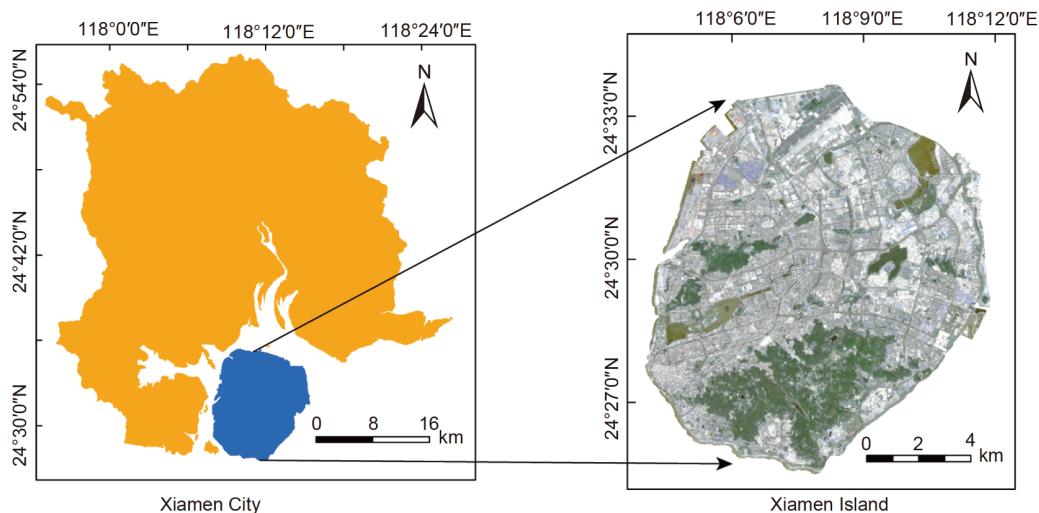 118°0′0″E 118°12′0″E 118°24′0″E
24°54′0″N
24°42′0″N
24°30′0″N
N
0 8 16
km
Xiamen City
118°6′0″E 118°9′0″E 118°12′0″E
24°33′0″N
24°30′0″N
24°27′0″N
N
0 2 4
km
Xiamen Island